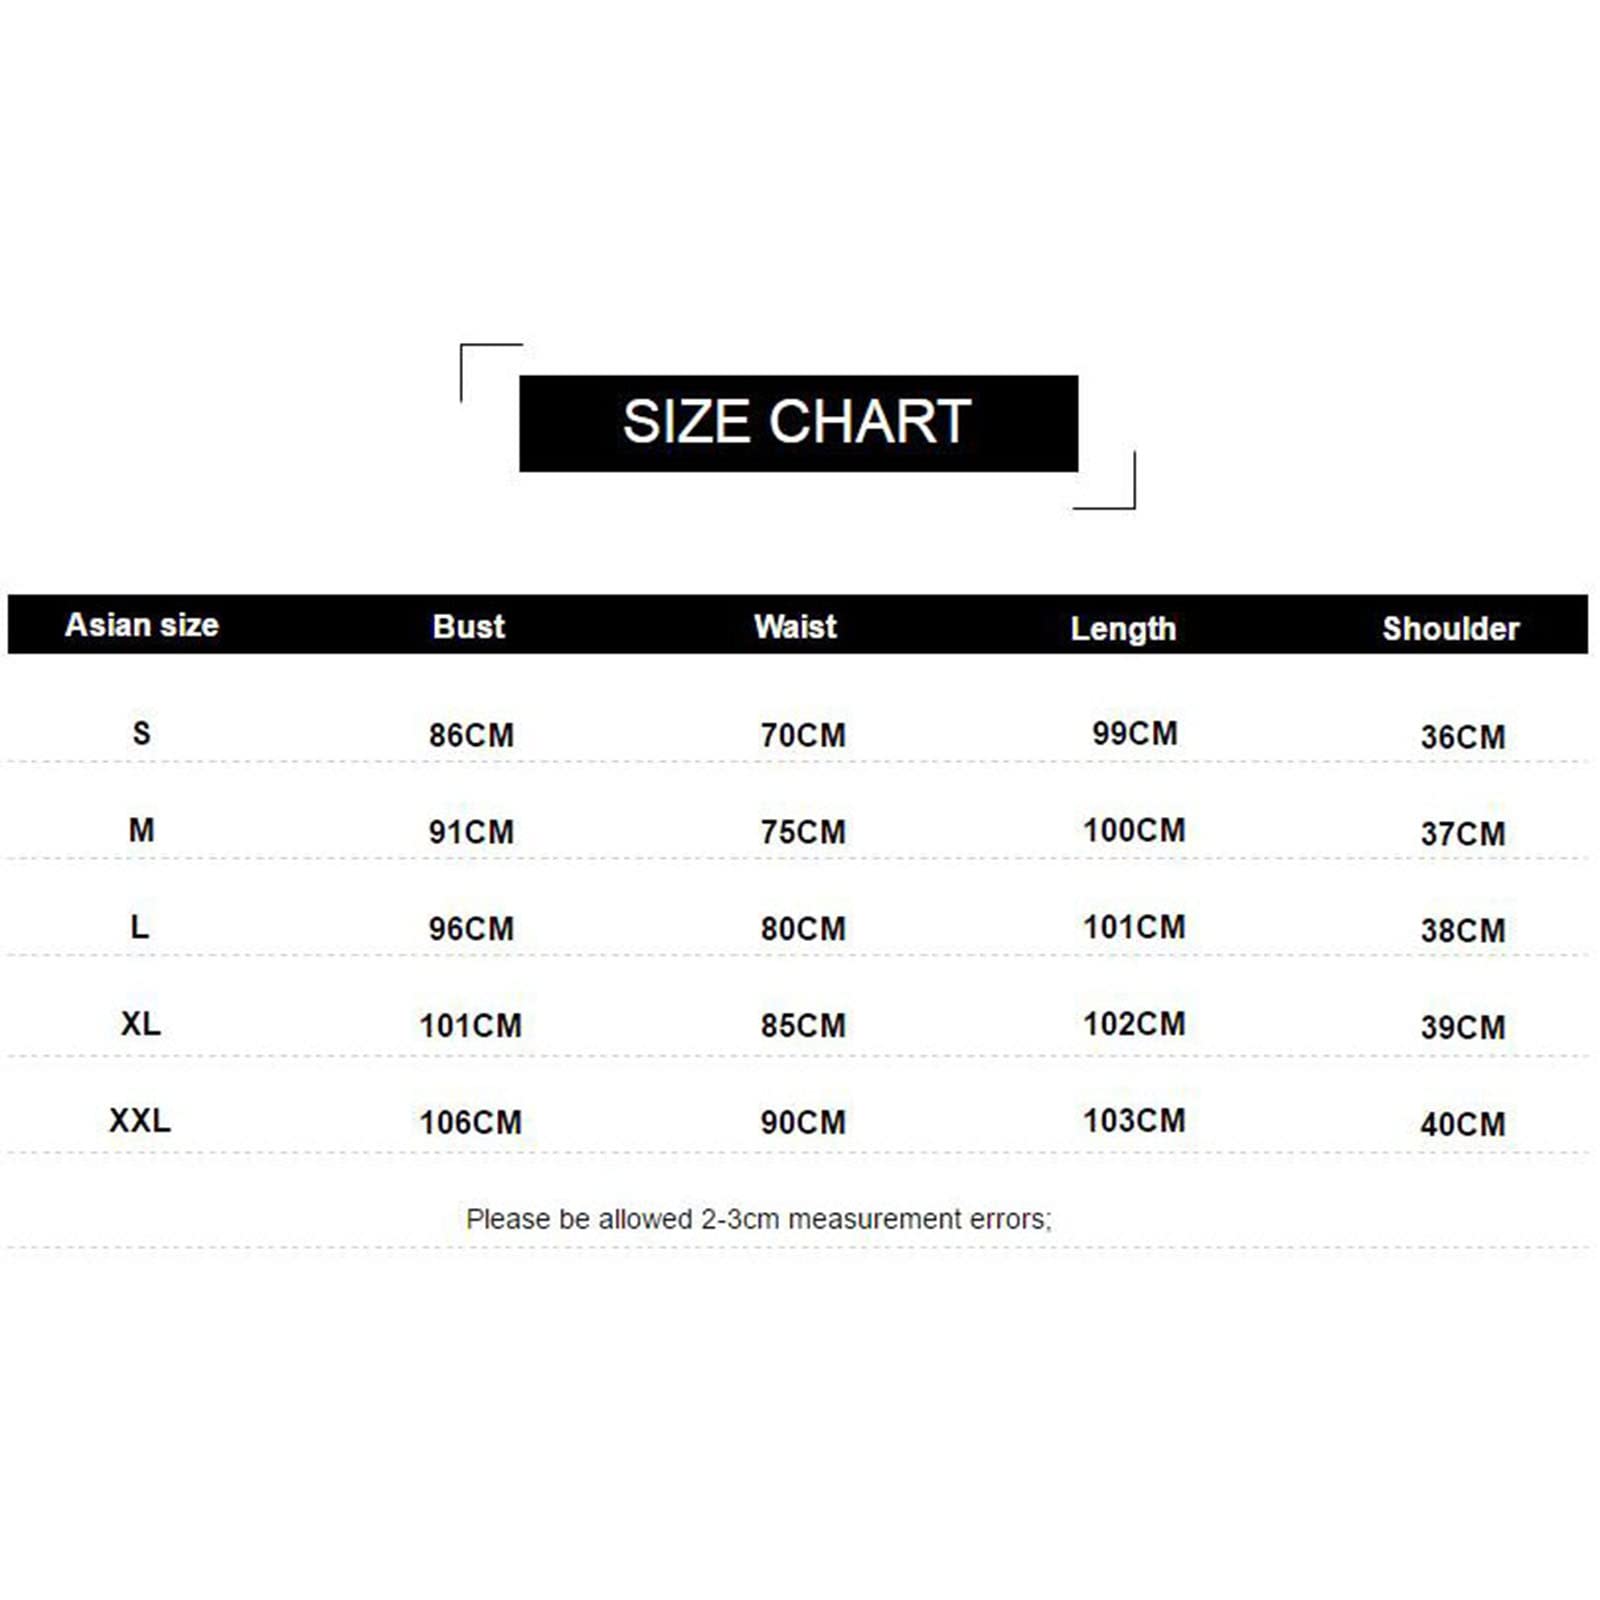 SIZE CHART
Asian size Bust Waist Length Shoulder
S 86CM 70CM 99CM 36CM
M 91CM 75CM 100CM 37CM
L 96CM 80CM 101CM 38CM
XL 101CM 85CM 102CM 39CM
XXL 106CM 90CM 103CM 40CM
Please be allowed 2-3cm measurement errors;